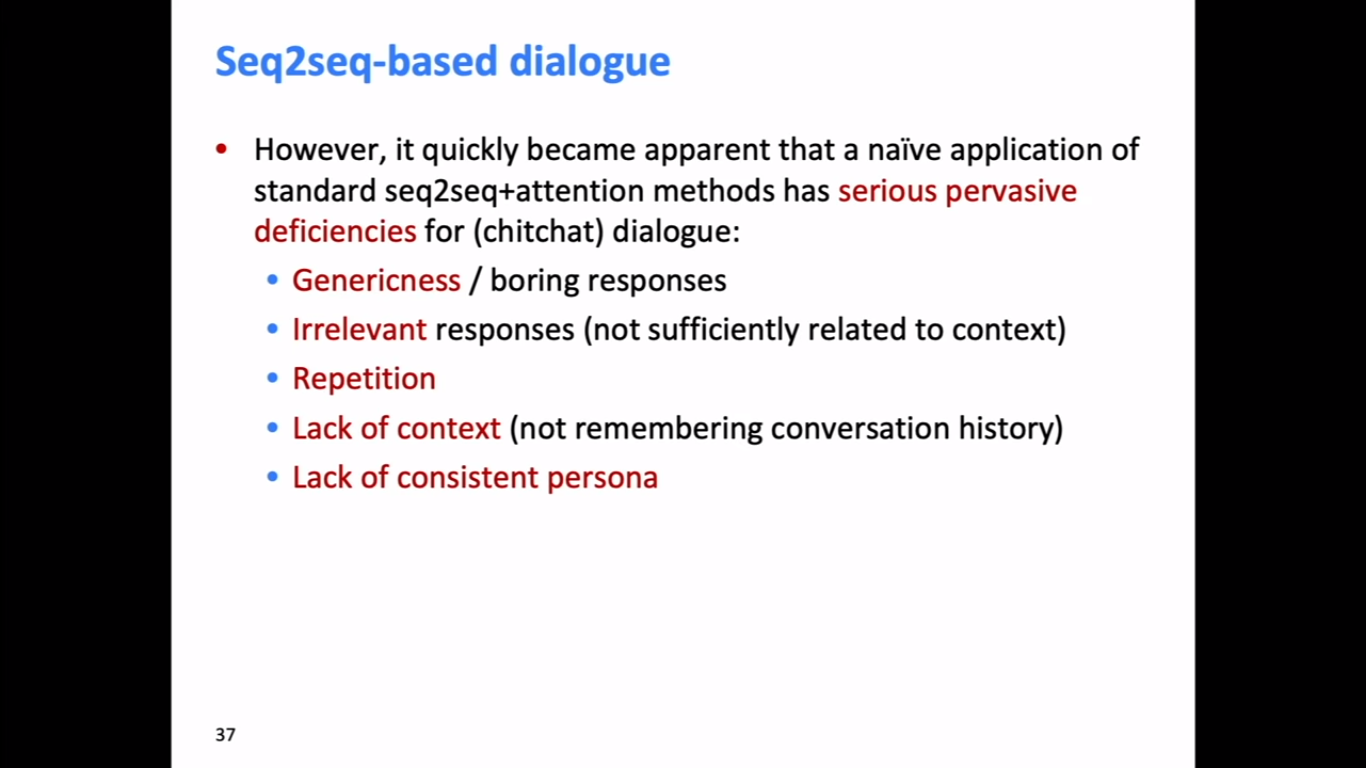 Seq2seq-based dialogue
• However, it quickly became apparent that a naïve application of
standard seq2seq+attention methods has serious pervasive
deficiencies for (chitchat) dialogue:
• Genericness / boring responses
• Irrelevant responses (not sufficiently related to context)
• Repetition
• Lack of context (not remembering conversation history)
• Lack of consistent persona
37